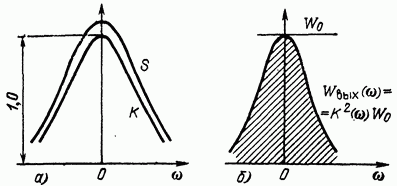 1,0
S
K
0
ω
а)
W₀
Wвых(ω)=
=K²(ω)W₀
0
ω
б)